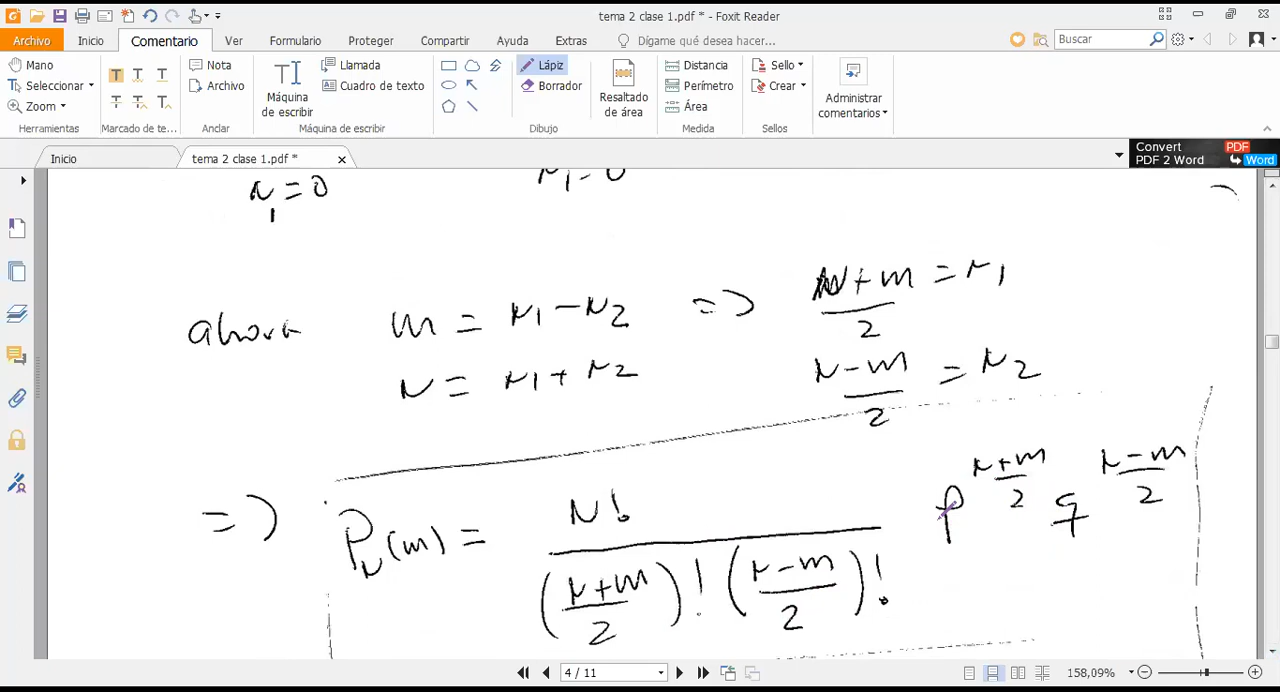 tema 2 clase 1.pdf * - Foxit Reader
Archivo Inicio Comentario Ver Formulario Proteger Compartir Ayuda Extras Dígame qué desea hacer... Buscar
Mano
Seleccionar
Zoom
Herramientas
T T T
T T T
Marcado de te...
Nota
Archivo
Anclar
Máquina de escribir
Llamada
Cuadro de texto
Máquina de escribir
Lápiz
Borrador
Dibujo
Resaltado de área
Distancia
Perímetro
Área
Medida
Sello
Crear
Sellos
Administrar comentarios
Inicio
tema 2 clase 1.pdf *
Convert PDF
PDF 2 Word Word
N₁ = 0 N₁ = 0
ahora m = N₁ - N₂ => (N+m)/2 = N₁
N = N₁ + N₂ (N-m)/2 = N₂
=> P_N(m) = N! / ((N+m)/2)! ((N-m)/2)! p^((N+m)/2) q^((N-m)/2)
4 / 11
158,09%